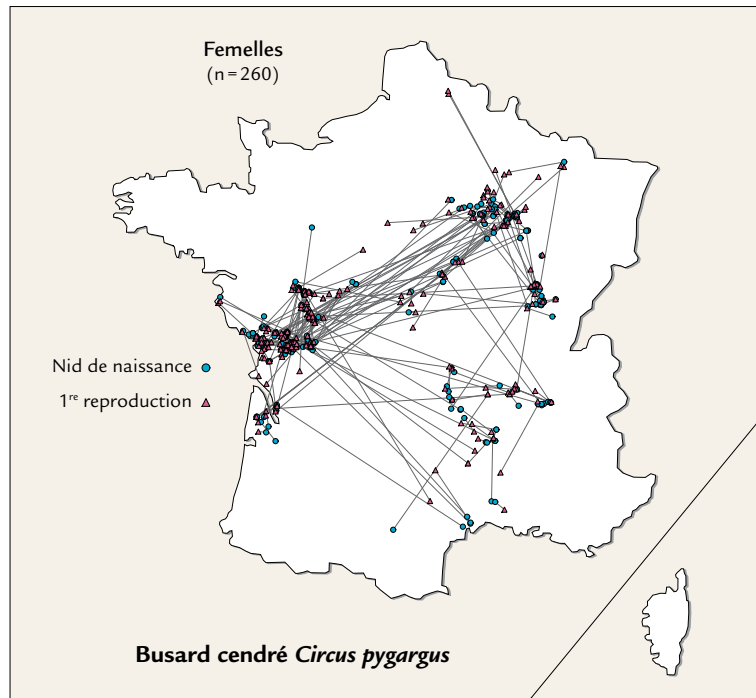 Femelles
(n=260)
Nid de naissance
1re reproduction
Busard cendré Circus pygargus